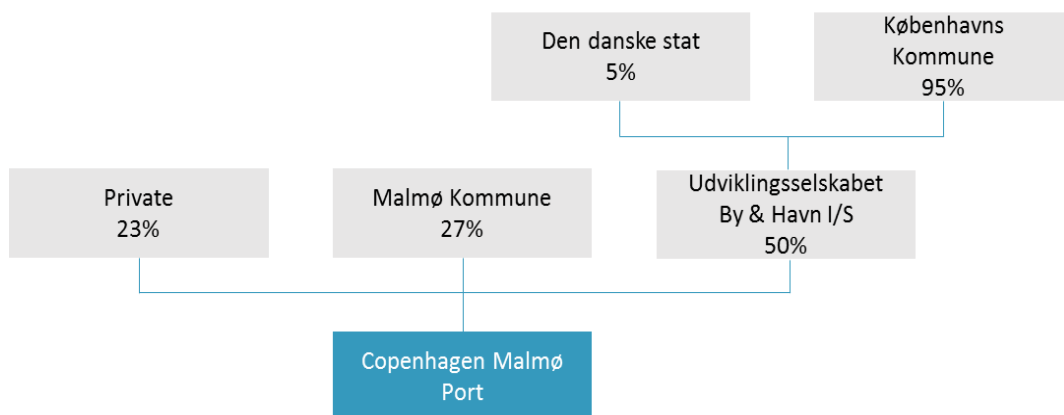 Den danske stat
5%
Københavns
Kommune
95%
Private
23%
Malmø Kommune
27%
Udviklingsselskabet
By & Havn I/S
50%
Copenhagen Malmø
Port